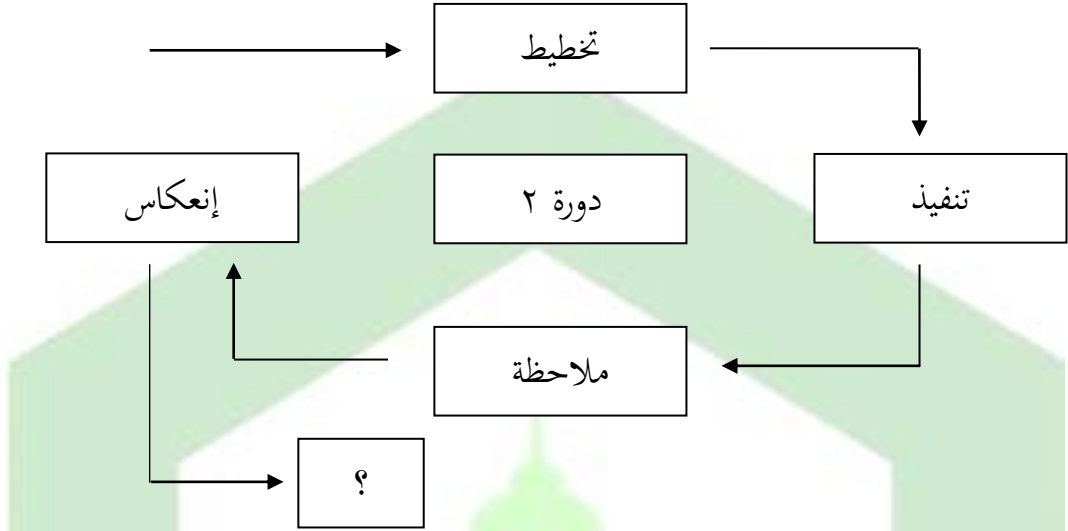 تخطيط
إنعكاس
دورة ٢
تنفيذ
ملاحظة
؟